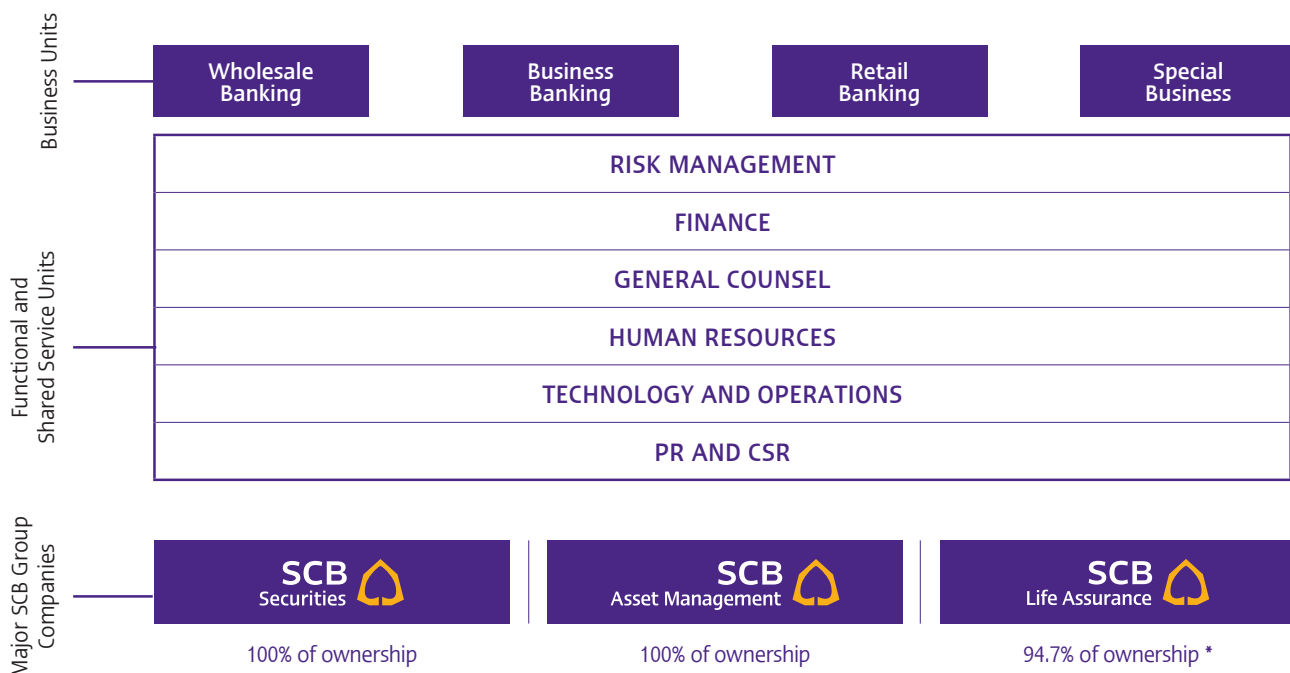 Business Units
Wholesale
Banking
Business
Banking
Retail
Banking
Special
Business
Functional and
Shared Service Units
RISK MANAGEMENT
FINANCE
GENERAL COUNSEL
HUMAN RESOURCES
TECHNOLOGY AND OPERATIONS
PR AND CSR
Major SCB Group
Companies
SCB
Securities
100% of ownership
SCB
Asset Management
100% of ownership
SCB
Life Assurance
94.7% of ownership *